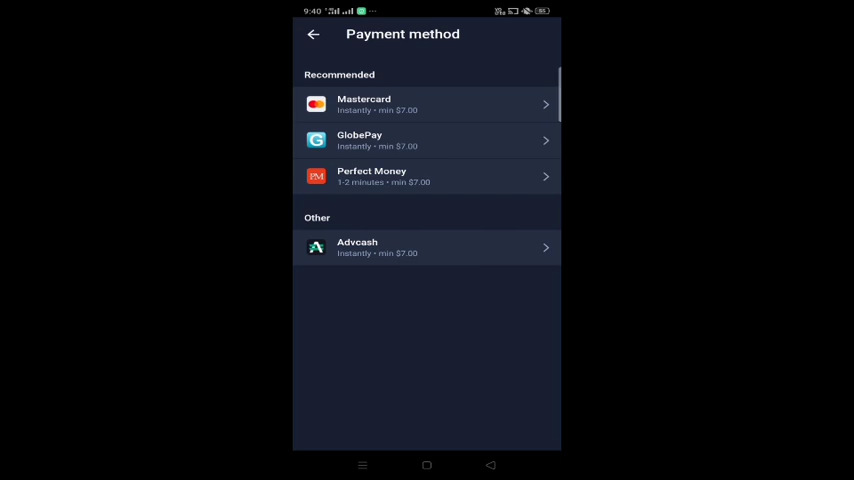 9:40
Payment method
Recommended
Mastercard
Instantly • min $7.00
G
GlobePay
Instantly • min $7.00
PM
Perfect Money
1-2 minutes • min $7.00
Other
Advcash
Instantly • min $7.00